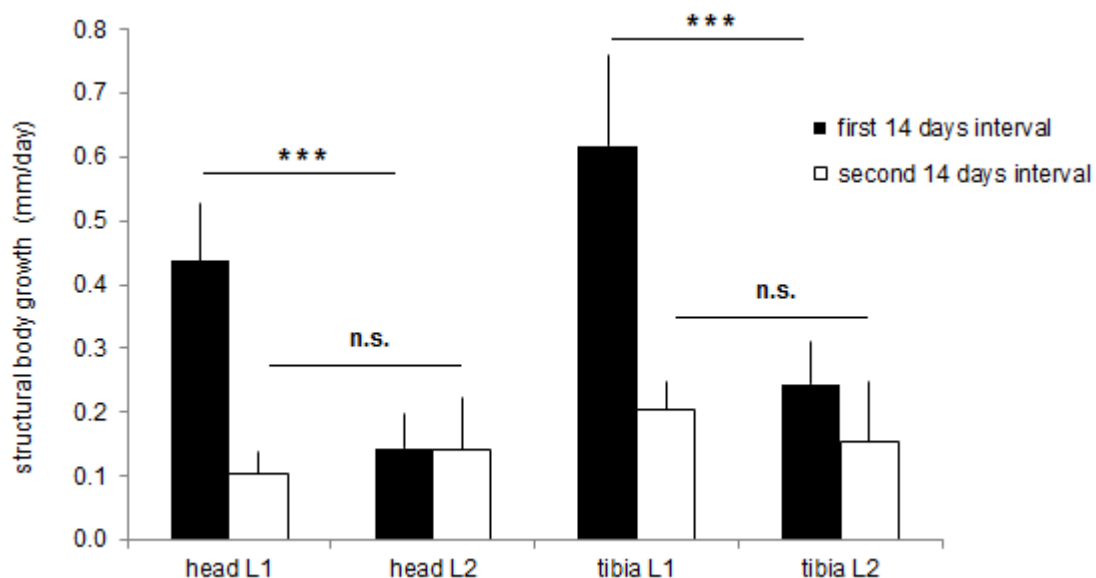 structural body growth (mm/day)
0.8
0.7
0.6
0.5
0.4
0.3
0.2
0.1
0.0
***
***
n.s.
n.s.
first 14 days interval
second 14 days interval
head L1
head L2
tibia L1
tibia L2